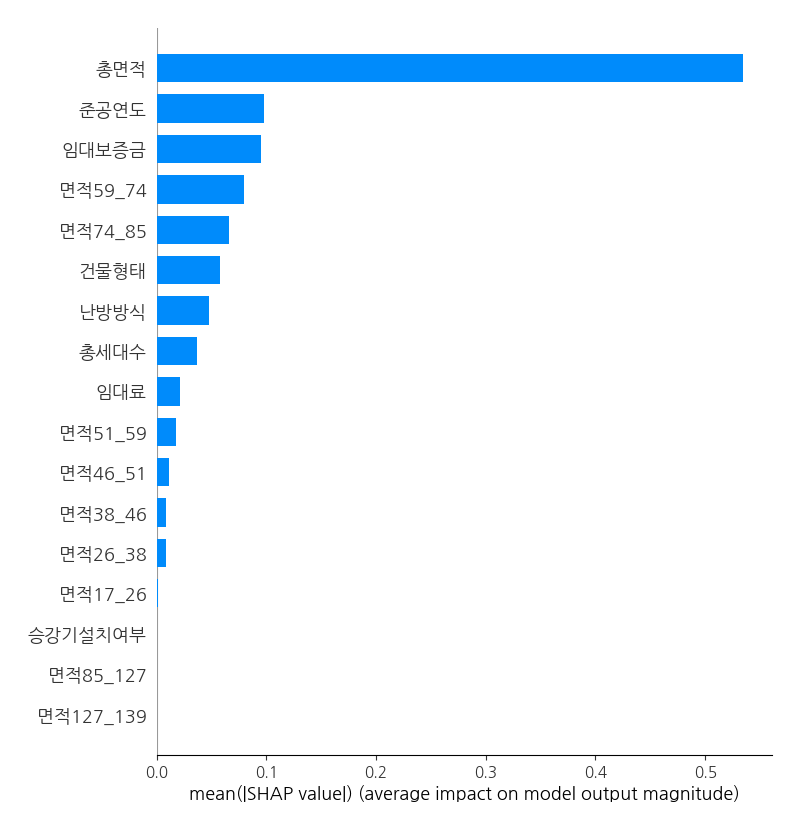 총면적
준공연도
임대보증금
면적59_74
면적74_85
건물형태
난방방식
총세대수
임대료
면적51_59
면적46_51
면적38_46
면적26_38
면적17_26
승강기설치여부
면적85_127
면적127_139
0.0 0.1 0.2 0.3 0.4 0.5
mean(|SHAP value|) (average impact on model output magnitude)